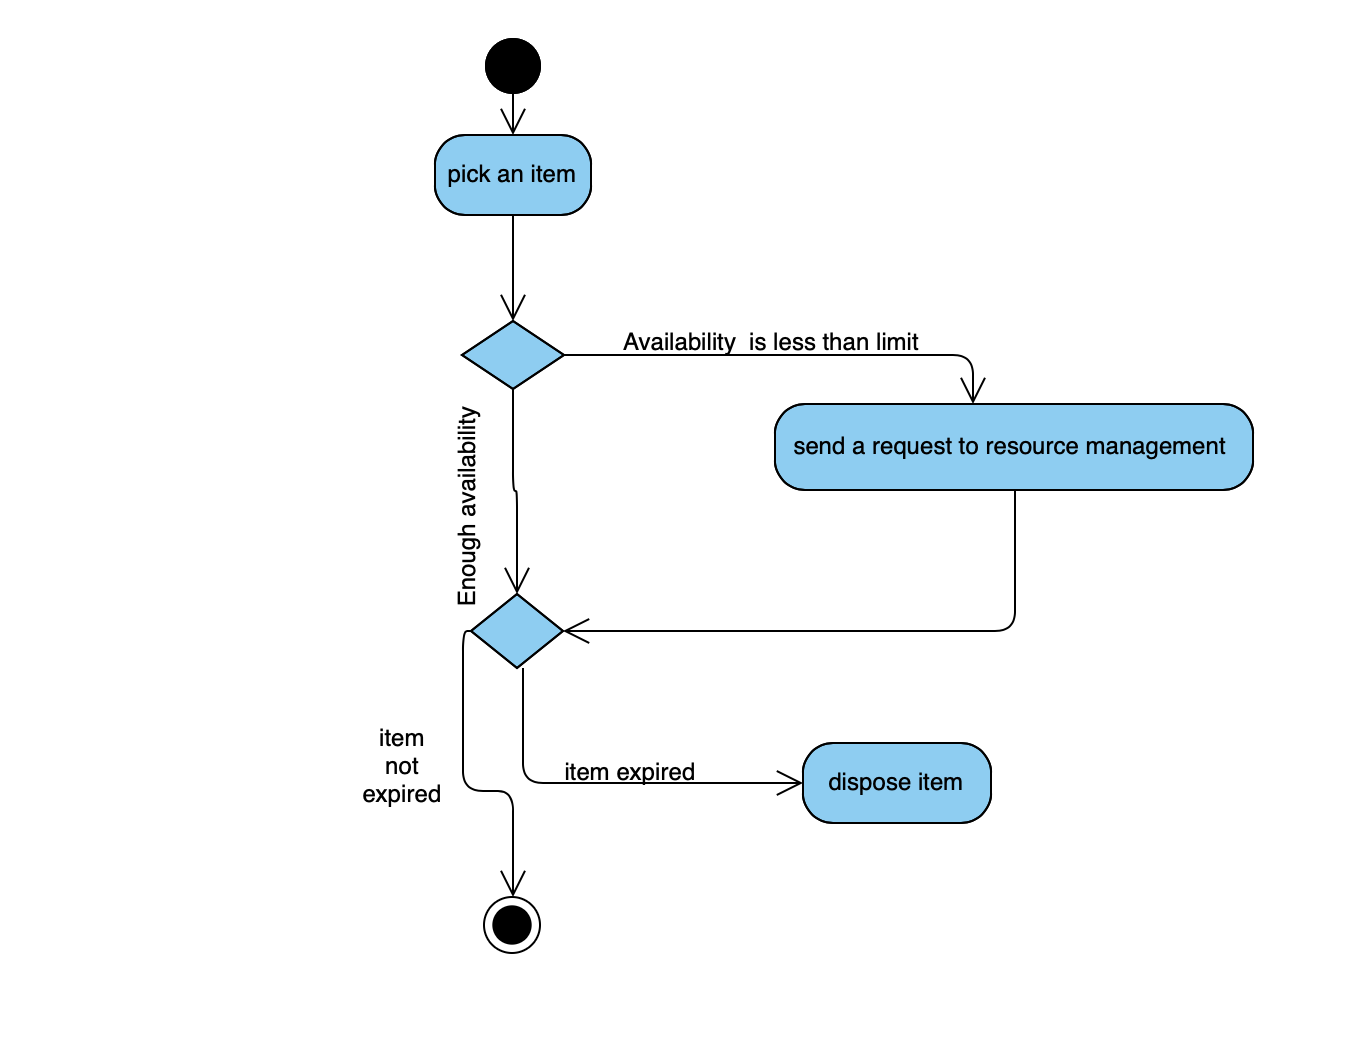 pick an item
Availability  is less than limit
send a request to resource management
Enough availability
item
not
expired
item expired
dispose item